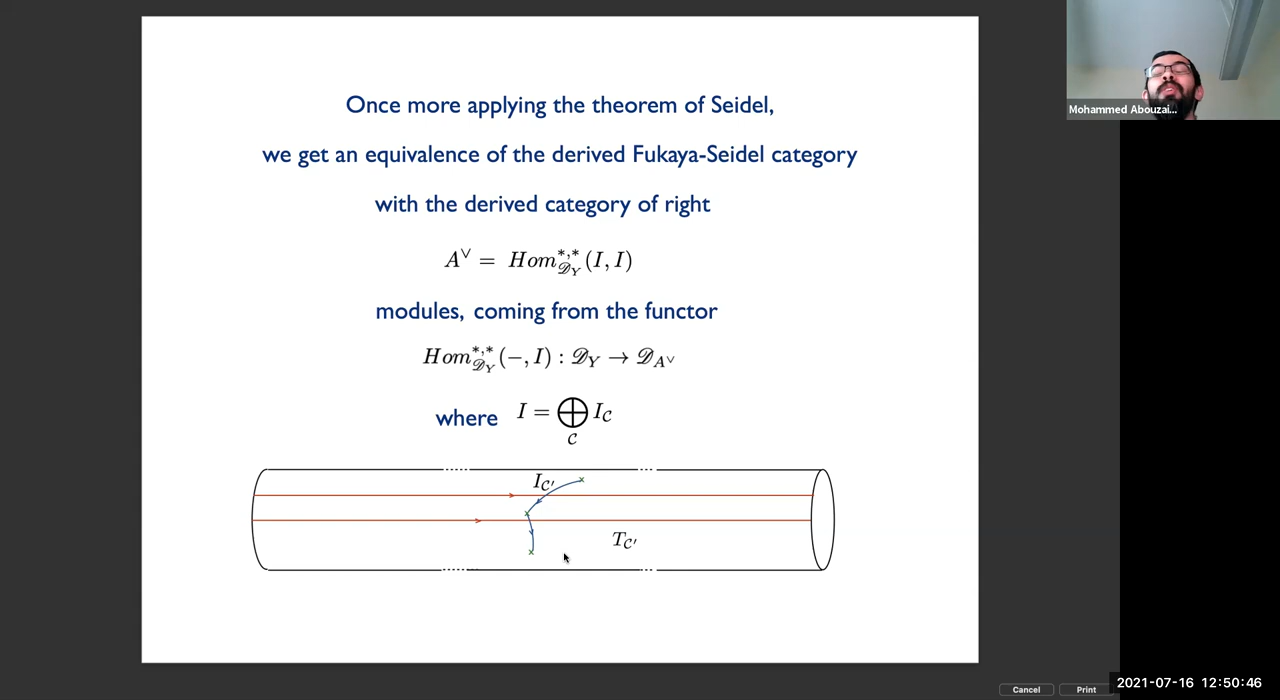 Once more applying the theorem of Seidel,
we get an equivalence of the derived Fukaya-Seidel category
with the derived category of right
A^∨ = Hom^{*,*}_{𝒟_Y}(I, I)
modules, coming from the functor
Hom^{*,*}_{𝒟_Y}(−, I) : 𝒟_Y → 𝒟_{A^∨}
where I = ⊕_𝒞 I_𝒞
I_{𝒞′}
T_{𝒞′}
Mohammed Abouzai...
Cancel Print
2021-07-16 12:50:46